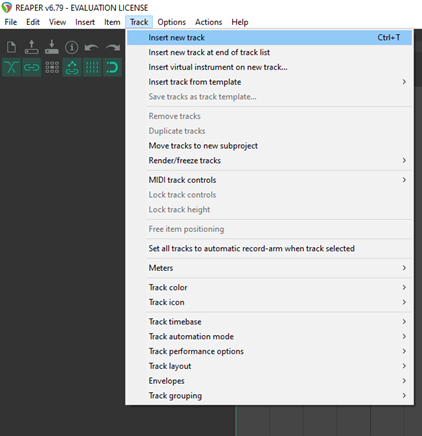 REAPER v6.79 - EVALUATION LICENSE
File Edit View Insert Item Track Options Actions Help
Insert new track Ctrl+T
Insert new track at end of track list
Insert virtual instrument on new track...
Insert track from template
Save tracks as track template...
Remove tracks
Duplicate tracks
Move tracks to new subproject
Render/freeze tracks
MIDI track controls
Lock track controls
Lock track height
Free item positioning
Set all tracks to automatic record-arm when track selected
Meters
Track color
Track icon
Track timebase
Track automation mode
Track performance options
Track layout
Envelopes
Track grouping